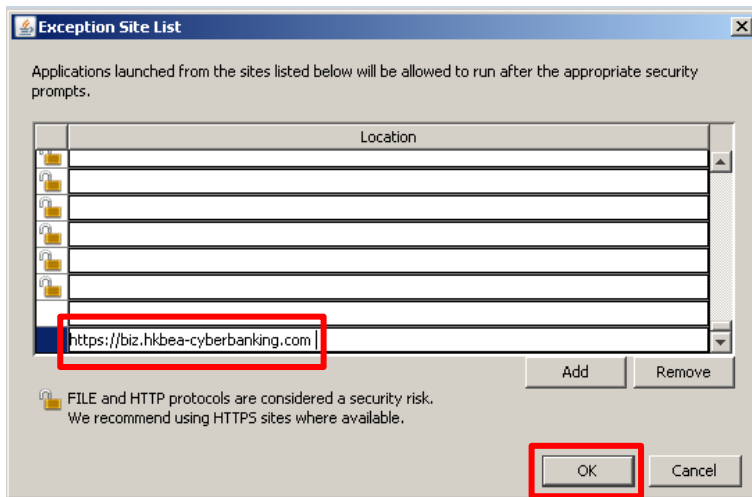 Exception Site List
Applications launched from the sites listed below will be allowed to run after the appropriate security
prompts.
Location
https://biz.hkbea-cyberbanking.com
Add
Remove
FILE and HTTP protocols are considered a security risk.
We recommend using HTTPS sites where available.
OK
Cancel